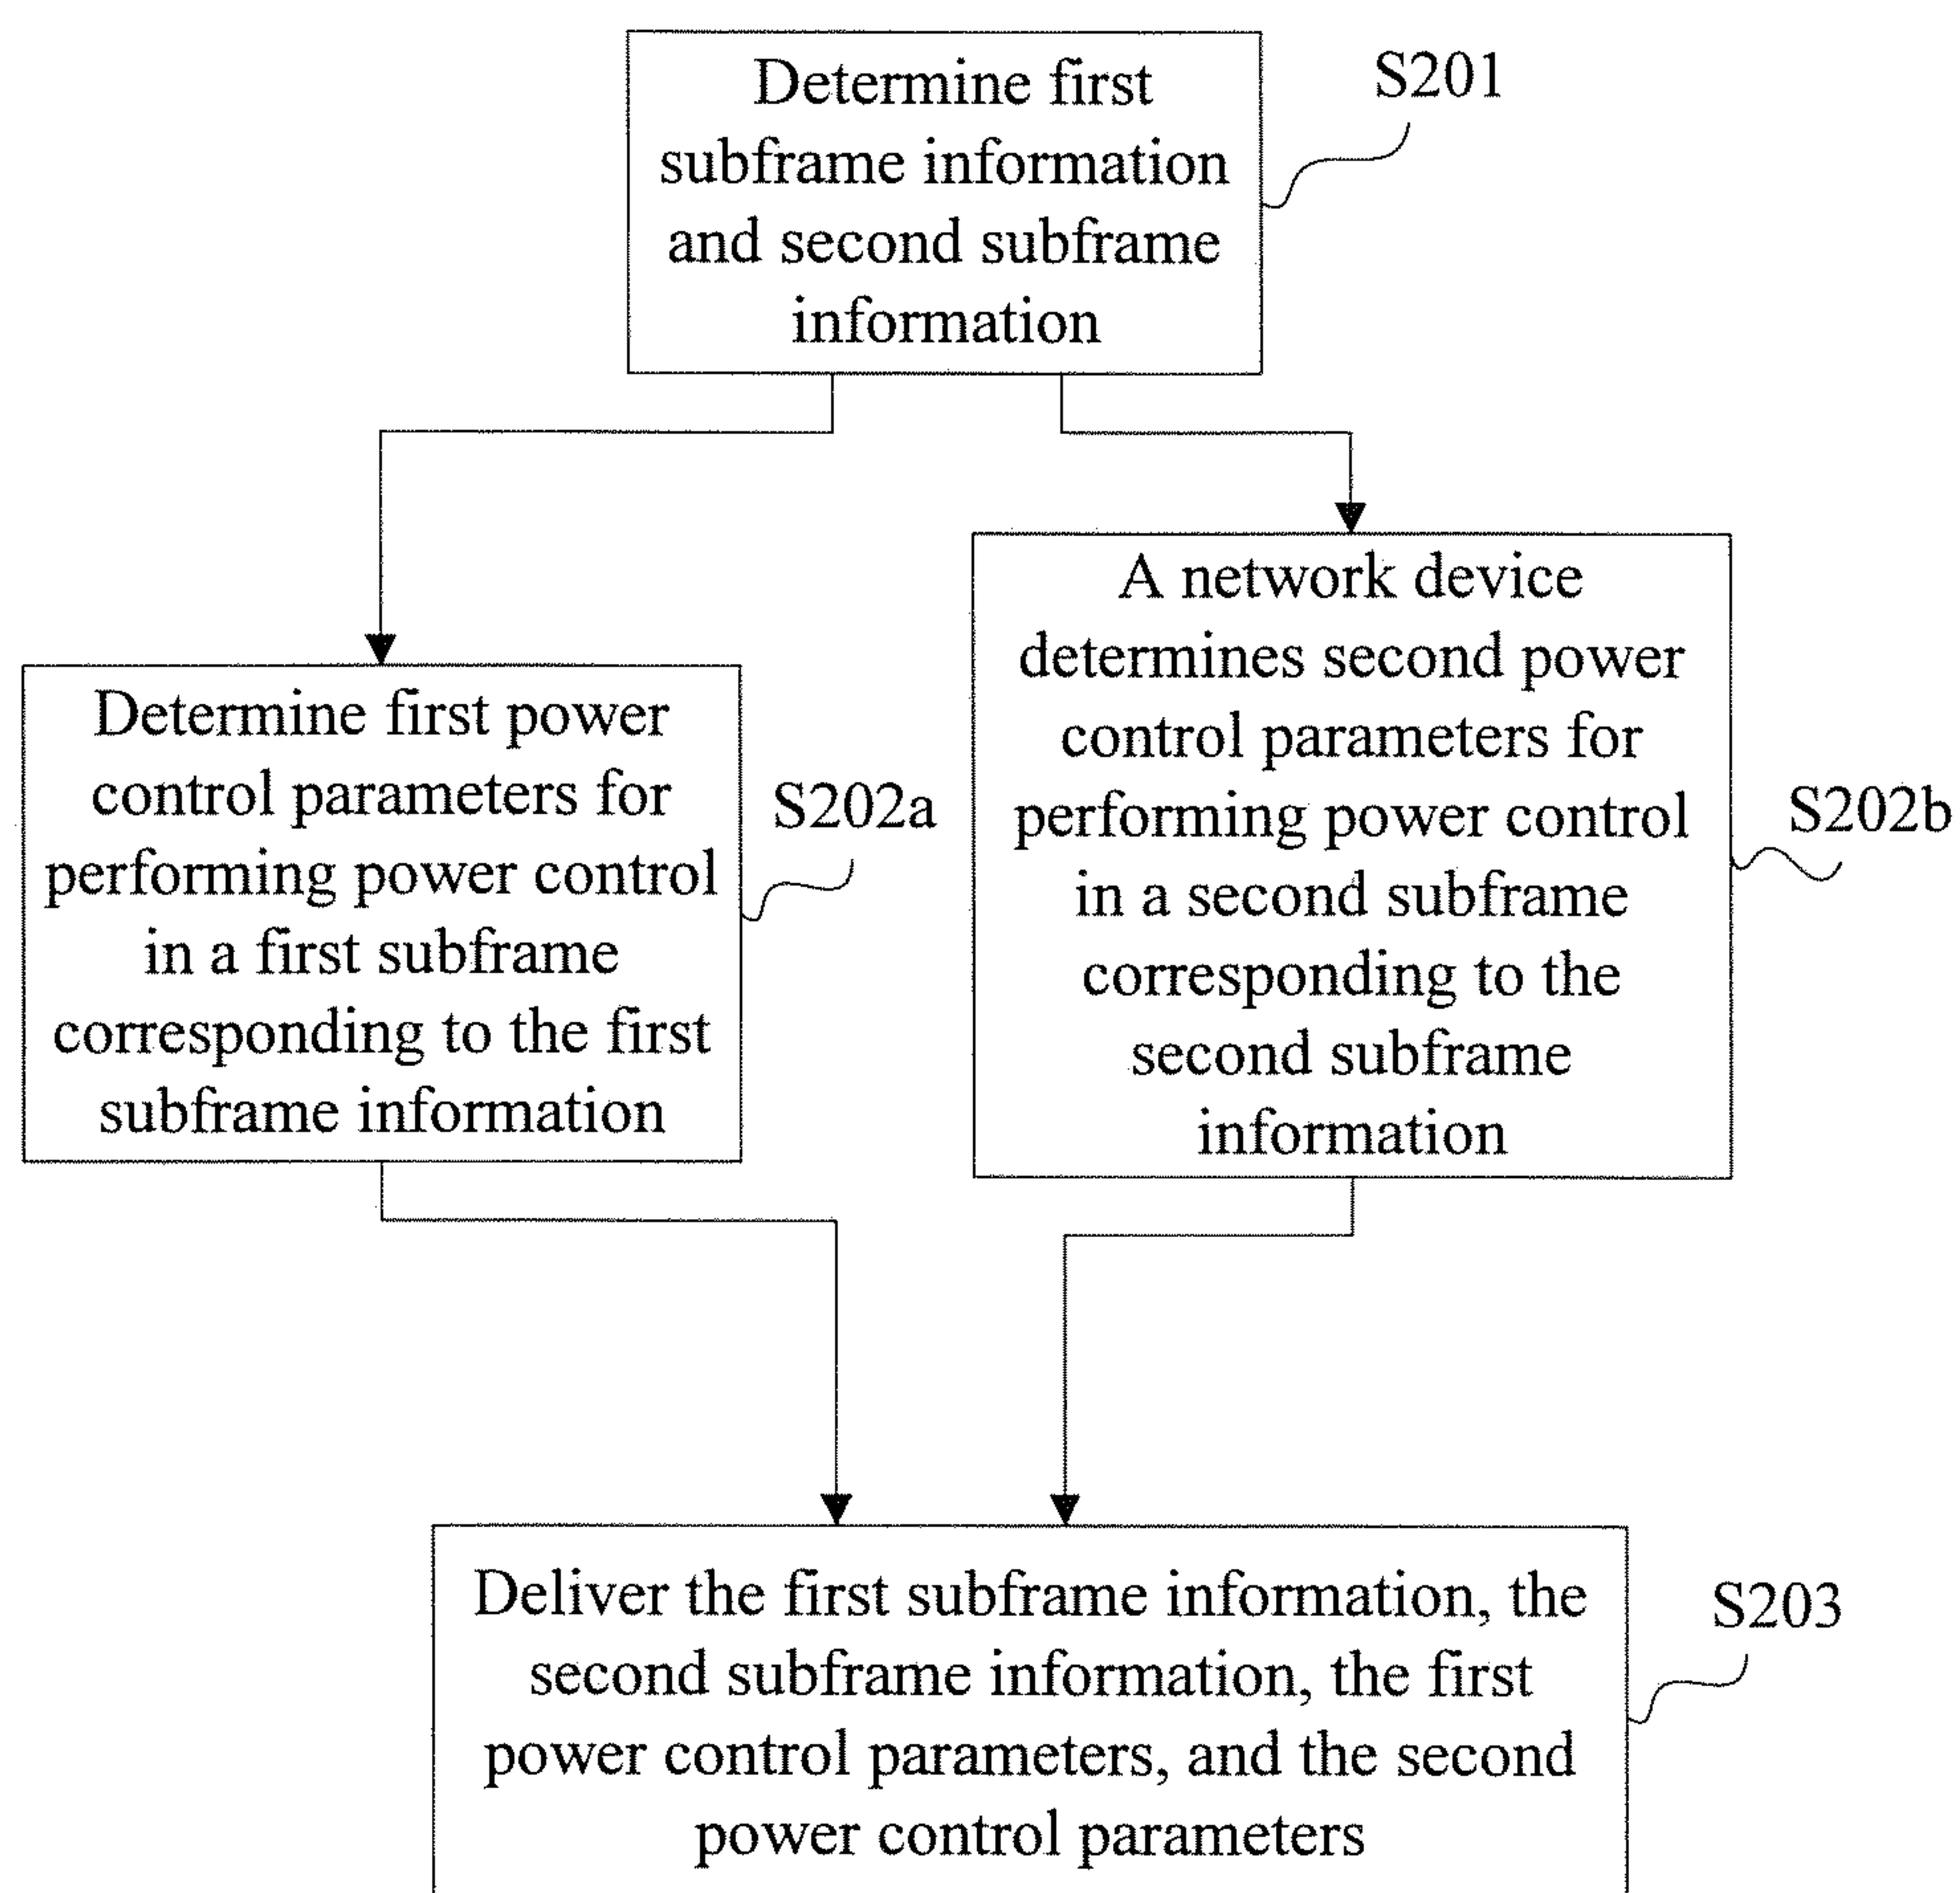 Determine first
subframe information
and second subframe
information
S201
Determine first power
control parameters for
performing power control
in a first subframe
corresponding to the first
subframe information
S202a
A network device
determines second power
control parameters for
performing power control
in a second subframe
corresponding to the
second subframe
information
S202b
Deliver the first subframe information, the
second subframe information, the first
power control parameters, and the second
power control parameters
S203